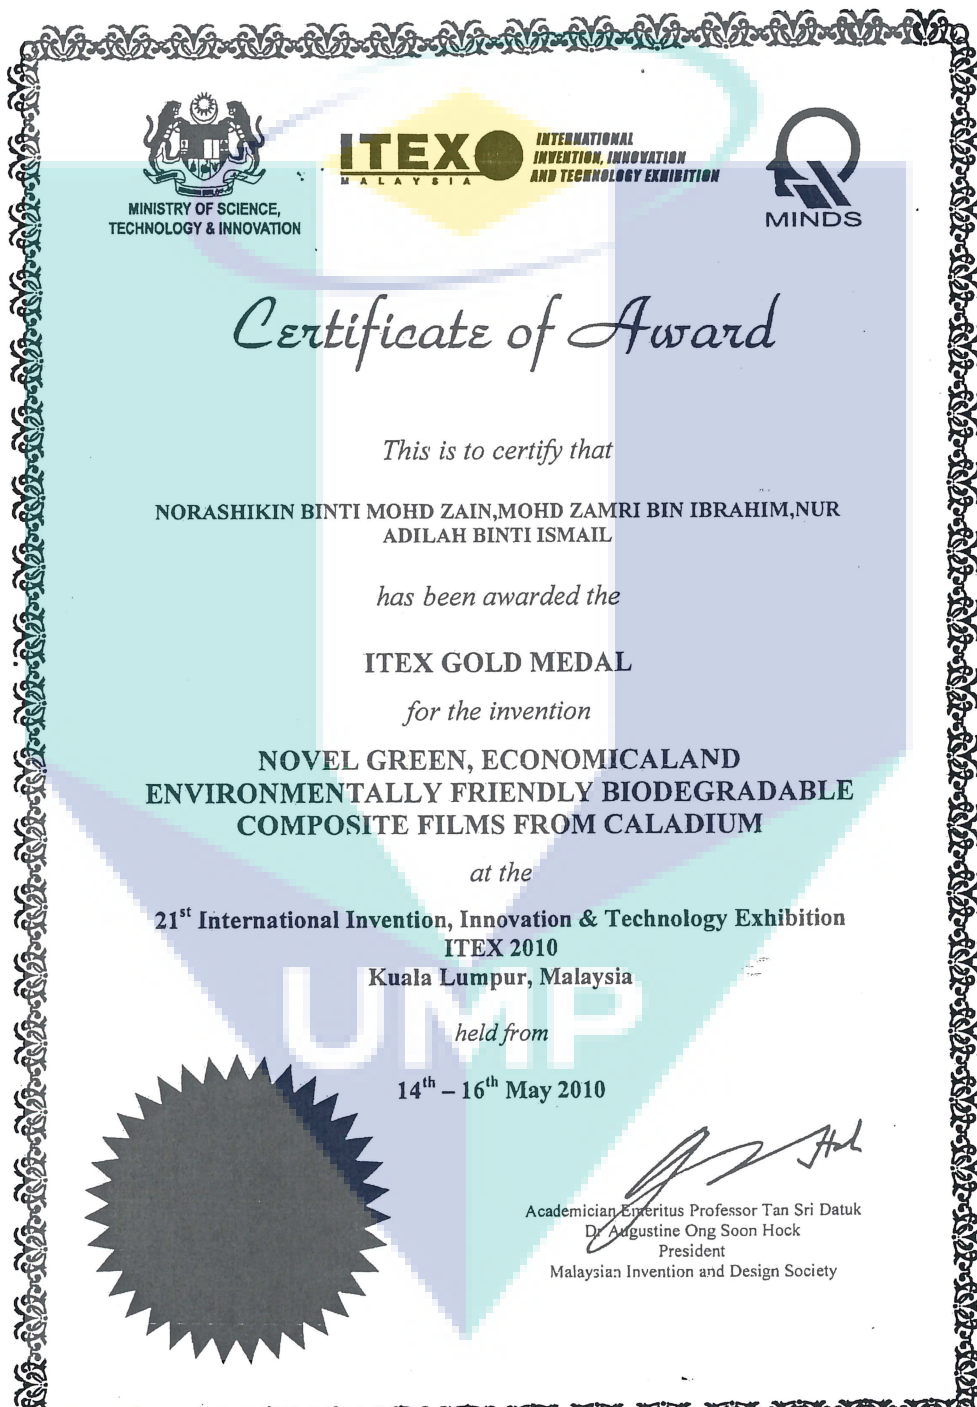 MINISTRY OF SCIENCE,
TECHNOLOGY & INNOVATION
ITEX
MALAYSIA
INTERNATIONAL
INVENTION, INNOVATION
AND TECHNOLOGY EXHIBITION
MINDS
Certificate of Award
This is to certify that
NORASHIKIN BINTI MOHD ZAIN,MOHD ZAMRI BIN IBRAHIM,NUR
ADILAH BINTI ISMAIL
has been awarded the
ITEX GOLD MEDAL
for the invention
NOVEL GREEN, ECONOMICALAND
ENVIRONMENTALLY FRIENDLY BIODEGRADABLE
COMPOSITE FILMS FROM CALADIUM
at the
21st International Invention, Innovation & Technology Exhibition
ITEX 2010
Kuala Lumpur, Malaysia
UMP
held from
14th – 16th May 2010
Academician Emeritus Professor Tan Sri Datuk
Dr Augustine Ong Soon Hock
President
Malaysian Invention and Design Society